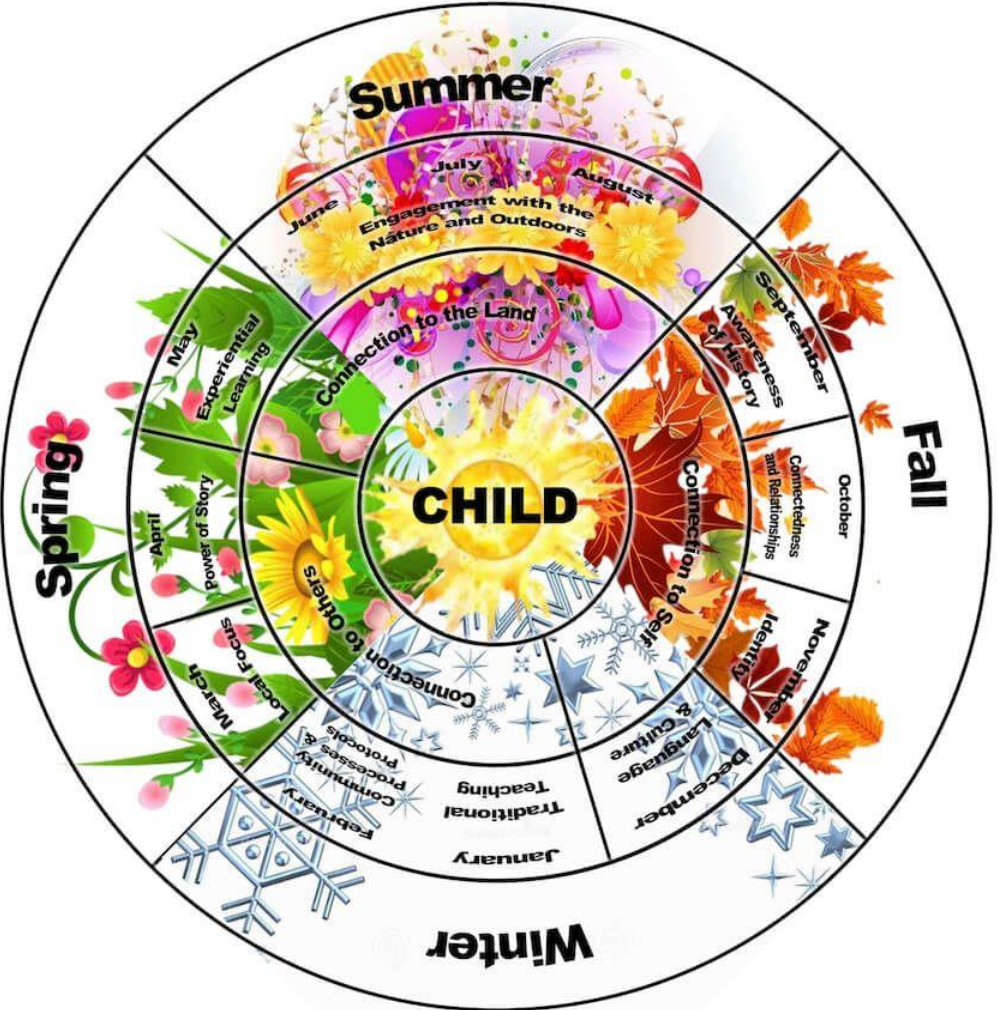 Summer
June
July
August
Engagement with the
Nature and Outdoors
Connection to the Land
Fall
September
Awareness
of History
October
Connectedness
and Relationships
November
Identity
Connection to Self
Winter
December
Language
& Culture
January
Traditional
Teaching
February
Community
Processes &
Protocols
Connection to Others
Spring
March
Local Focus
April
Power of Story
May
Experiential
Learning
CHILD